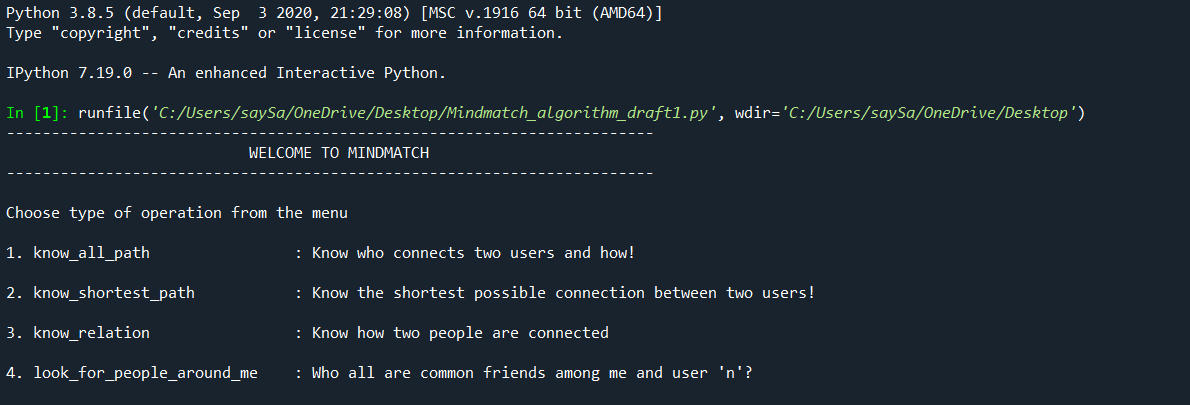 Python 3.8.5 (default, Sep  3 2020, 21:29:08) [MSC v.1916 64 bit (AMD64)]
Type "copyright", "credits" or "license" for more information.
IPython 7.19.0 -- An enhanced Interactive Python.
In [1]: runfile('C:/Users/saySa/OneDrive/Desktop/Mindmatch_algorithm_draft1.py', wdir='C:/Users/saySa/OneDrive/Desktop')
------------------------------------------------------------------------
WELCOME TO MINDMATCH
------------------------------------------------------------------------
Choose type of operation from the menu
1. know_all_path                : Know who connects two users and how!
2. know_shortest_path           : Know the shortest possible connection between two users!
3. know_relation                : Know how two people are connected
4. look_for_people_around_me    : Who all are common friends among me and user 'n'?